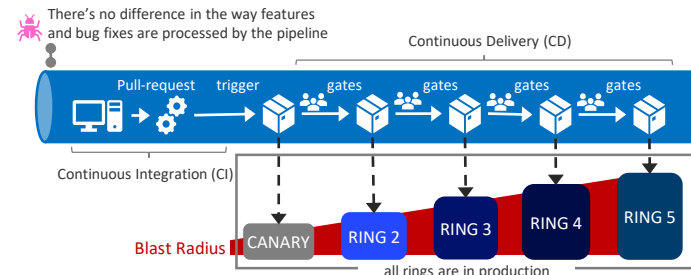 There's no difference in the way features
and bug fixes are processed by the pipeline
Continuous Delivery (CD)
Pull-request
trigger
gates
gates
gates
gates
Continuous Integration (CI)
Blast Radius
CANARY
RING 2
RING 3
RING 4
RING 5
all rings are in production